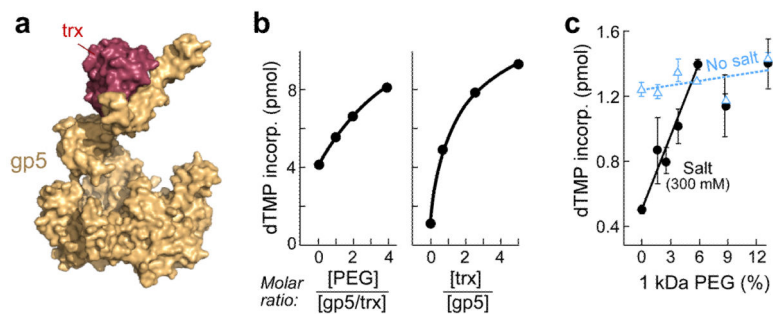 a
trx
gp5
b
dTMP incorp. (pmol)
8
4
0
0 2 4
0 2 4
Molar ratio:
[PEG]
[gp5/trx]
[trx]
[gp5]
c
dTMP incorp. (pmol)
1.6
1.2
0.8
0.4
No salt
Salt
(300 mM)
0 3 6 9 12
1 kDa PEG (%)